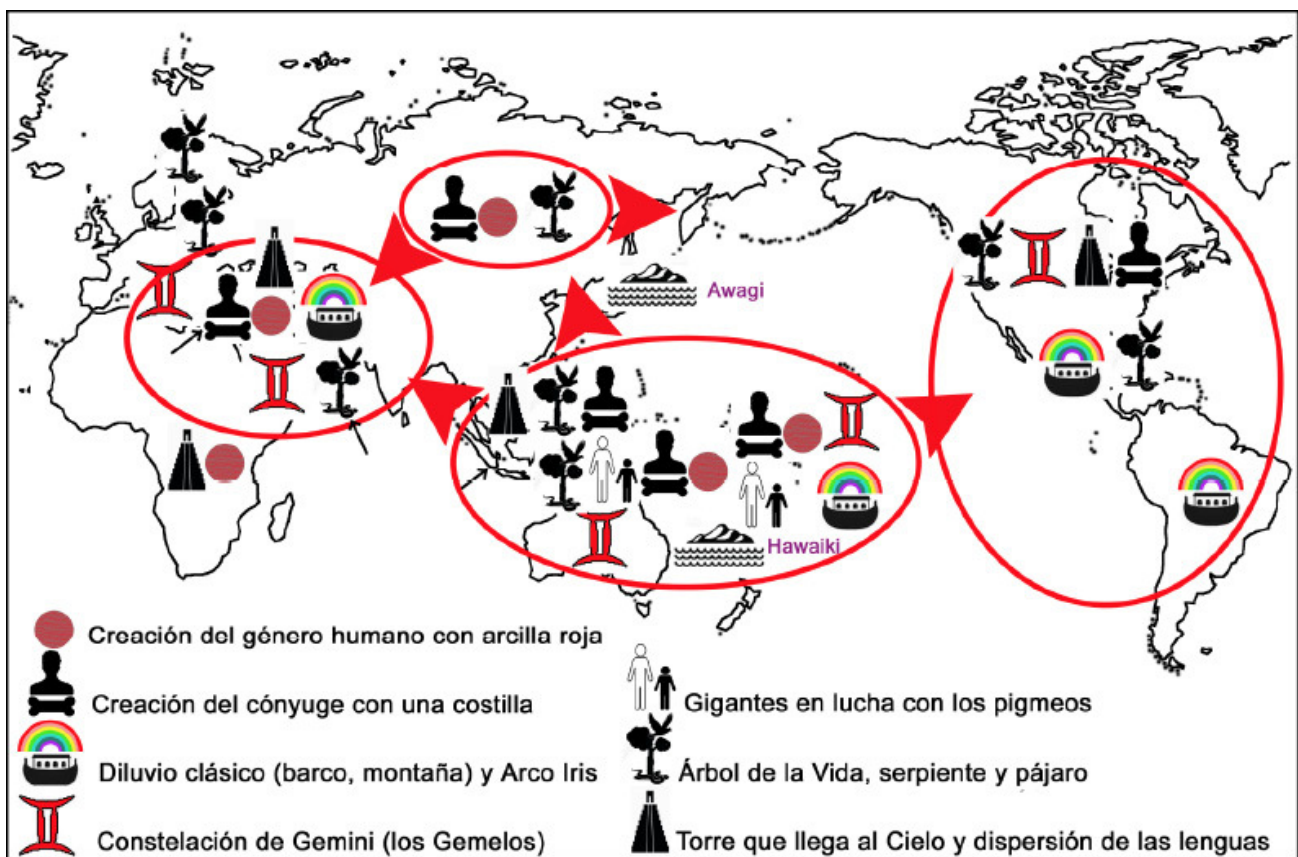 Awagi
Hawaiki
Creación del género humano con arcilla roja
Creación del cónyuge con una costilla
Diluvio clásico (barco, montaña) y Arco Iris
Constelación de Gemini (los Gemelos)
Gigantes en lucha con los pigmeos
Árbol de la Vida, serpiente y pájaro
Torre que llega al Cielo y dispersión de las lenguas